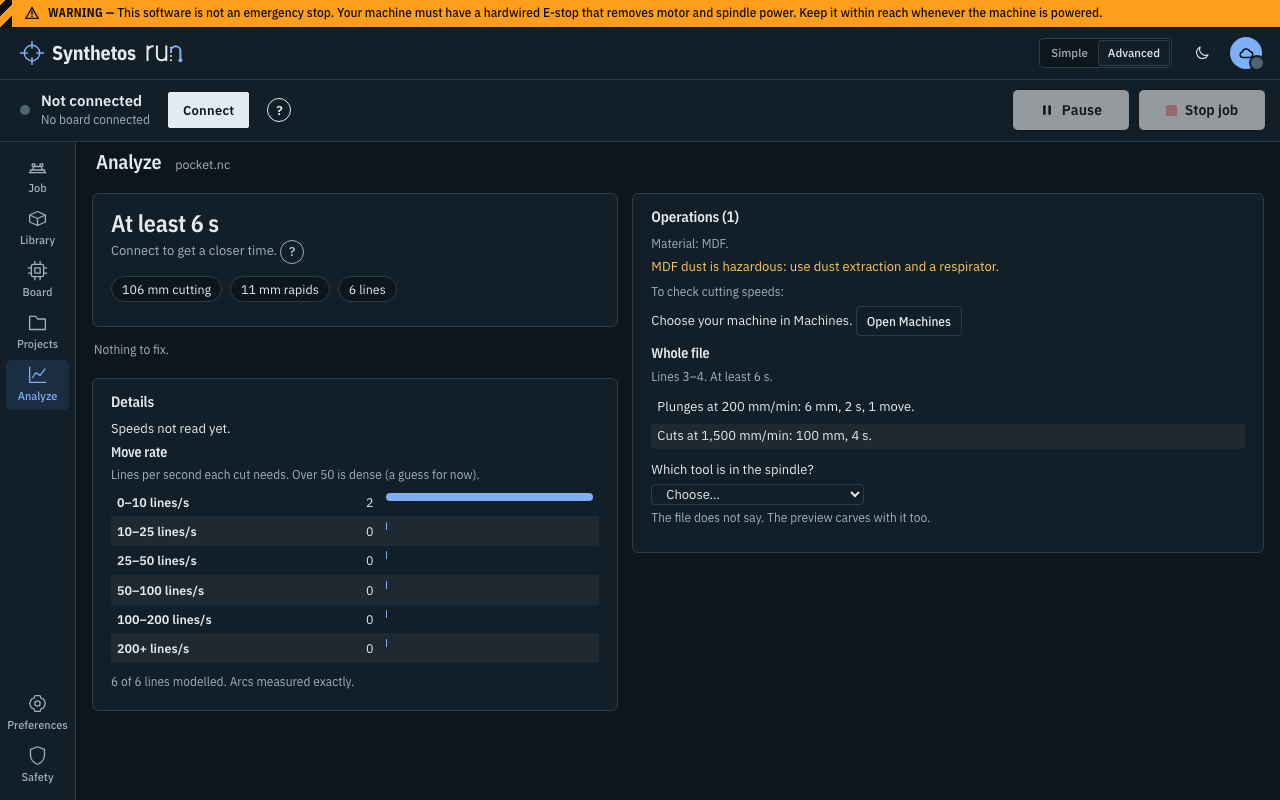 WARNING — This software is not an emergency stop. Your machine must have a hardwired E-stop that removes motor and spindle power. Keep it within reach whenever the machine is powered.
Synthetos run
Simple Advanced
Not connected
No board connected
Connect
?
Pause
Stop job
Job
Library
Board
Projects
Analyze
Preferences
Safety
Analyze pocket.nc
At least 6 s
Connect to get a closer time. ?
106 mm cutting 11 mm rapids 6 lines
Nothing to fix.
Details
Speeds not read yet.
Move rate
Lines per second each cut needs. Over 50 is dense (a guess for now).
0–10 lines/s 2
10–25 lines/s 0
25–50 lines/s 0
50–100 lines/s 0
100–200 lines/s 0
200+ lines/s 0
6 of 6 lines modelled. Arcs measured exactly.
Operations (1)
Material: MDF.
MDF dust is hazardous: use dust extraction and a respirator.
To check cutting speeds:
Choose your machine in Machines. Open Machines
Whole file
Lines 3–4. At least 6 s.
Plunges at 200 mm/min: 6 mm, 2 s, 1 move.
Cuts at 1,500 mm/min: 100 mm, 4 s.
Which tool is in the spindle?
Choose...
The file does not say. The preview carves with it too.